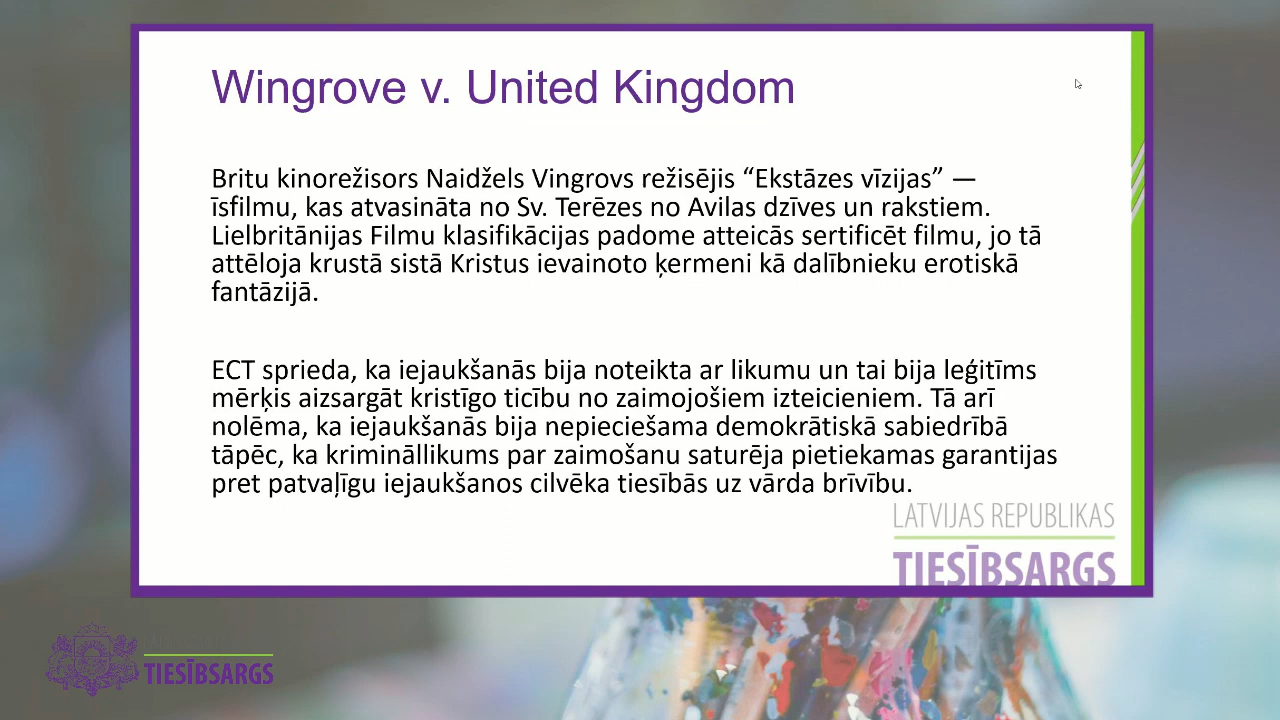 Wingrove v. United Kingdom
Britu kinorežisors Naidžels Vingrovs režisējis “Ekstāzes vīzijas” —
īsfilmu, kas atvasināta no Sv. Terēzes no Avilas dzīves un rakstiem.
Lielbritānijas Filmu klasifikācijas padome atteicās sertificēt filmu, jo tā
attēloja krustā sistā Kristus ievainoto ķermeni kā dalībnieku erotiskā
fantāzijā.
ECT sprieda, ka iejaukšanās bija noteikta ar likumu un tai bija leģitīms
mērķis aizsargāt kristīgo ticību no zaimojošiem izteicieniem. Tā arī
nolēma, ka iejaukšanās bija nepieciešama demokrātiskā sabiedrībā
tāpēc, ka krimināllikums par zaimošanu saturēja pietiekamas garantijas
pret patvaļīgu iejaukšanos cilvēka tiesībās uz vārda brīvību.
LATVIJAS REPUBLIKAS
TIESĪBSARGS
TIESĪBSARGS